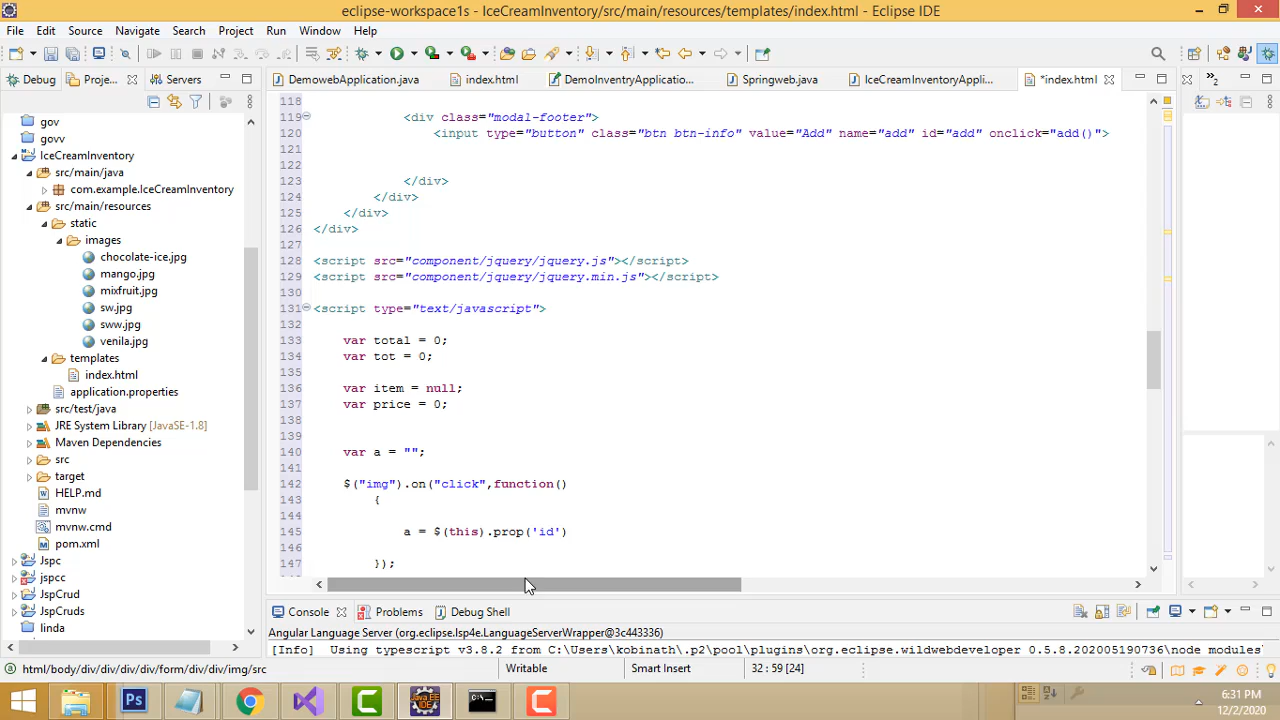 eclipse-workspace1s - IceCreamInventory/src/main/resources/templates/index.html - Eclipse IDE
File Edit Source Navigate Search Project Run Window Help
Debug Proje... Servers
DemowebApplication.java index.html DemoInventryApplicatio... Springweb.java IceCreamInventoryAppli... *index.html
gov
govv
IceCreamInventory
src/main/java
com.example.IceCreamInventory
src/main/resources
static
images
chocolate-ice.jpg
mango.jpg
mixfruit.jpg
sw.jpg
sww.jpg
venila.jpg
templates
index.html
application.properties
src/test/java
JRE System Library [JavaSE-1.8]
Maven Dependencies
src
target
HELP.md
mvnw
mvnw.cmd
pom.xml
Jspc
jspcc
JspCrud
JspCruds
linda
118
119 <div class="modal-footer">
120 <input type="button" class="btn btn-info" value="Add" name="add" id="add" onclick="add()">
121
122
123 </div>
124 </div>
125 </div>
126 </div>
127
128 <script src="component/jquery/jquery.js"></script>
129 <script src="component/jquery/jquery.min.js"></script>
130
131 <script type="text/javascript">
132
133 var total = 0;
134 var tot = 0;
135
136 var item = null;
137 var price = 0;
138
139
140 var a = "";
141
142 $("img").on("click",function()
143 {
144
145 a = $(this).prop('id')
146
147 });
Console Problems Debug Shell
Angular Language Server (org.eclipse.lsp4e.LanguageServerWrapper@3c443336)
[Info] Using typescript v3.8.2 from C:\Users\kobinath\.p2\pool\plugins\org.eclipse.wildwebdeveloper_0.5.8.202005190736\node_modules
html/body/div/div/div/div/form/div/div/img/src Writable Smart Insert 32 : 59 [24]
Ps
Java EE IDE
6:31 PM
12/2/2020